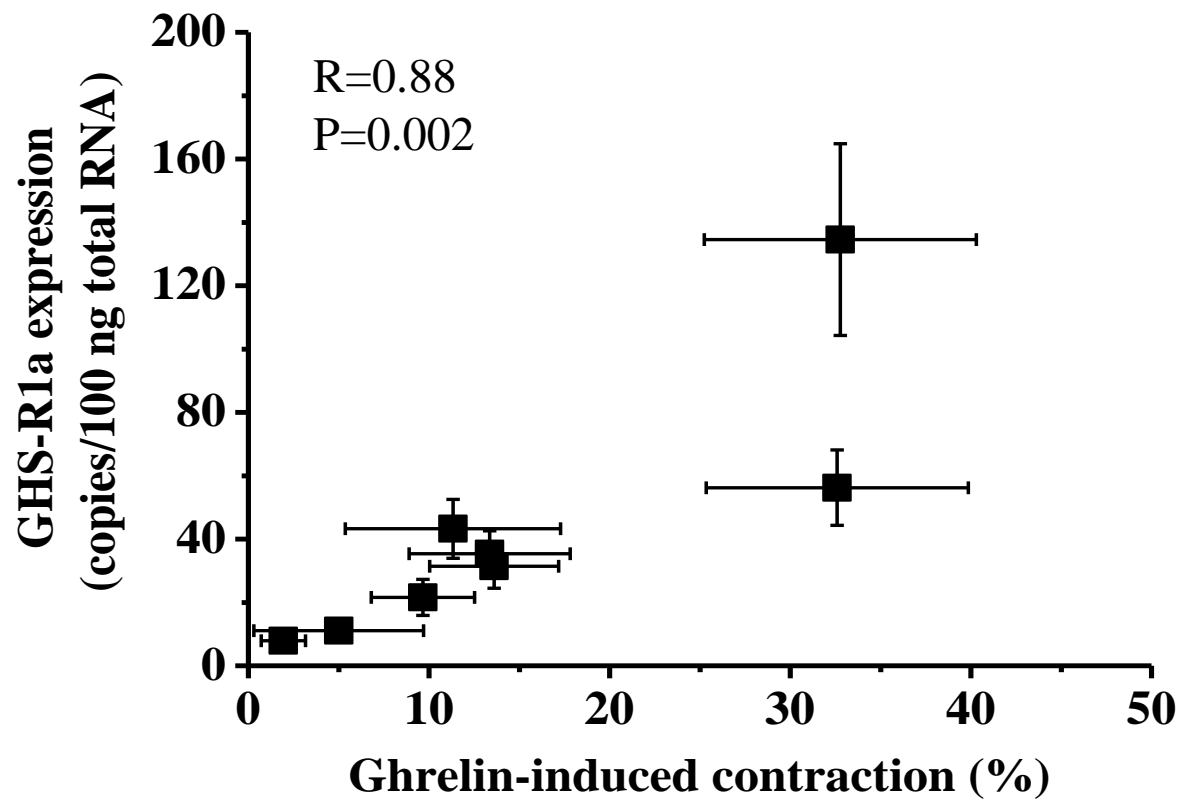 GHS-R1a expression
(copies/100 ng total RNA)
200
160
120
80
40
0
R=0.88
P=0.002
0 10 20 30 40 50
Ghrelin-induced contraction (%)